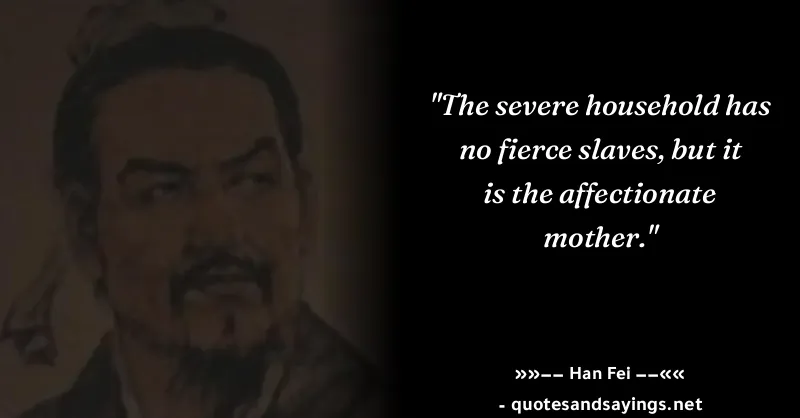 "The severe household has
no fierce slaves, but it
is the affectionate
mother."
»»–– Han Fei ––««
- quotesandsayings.net